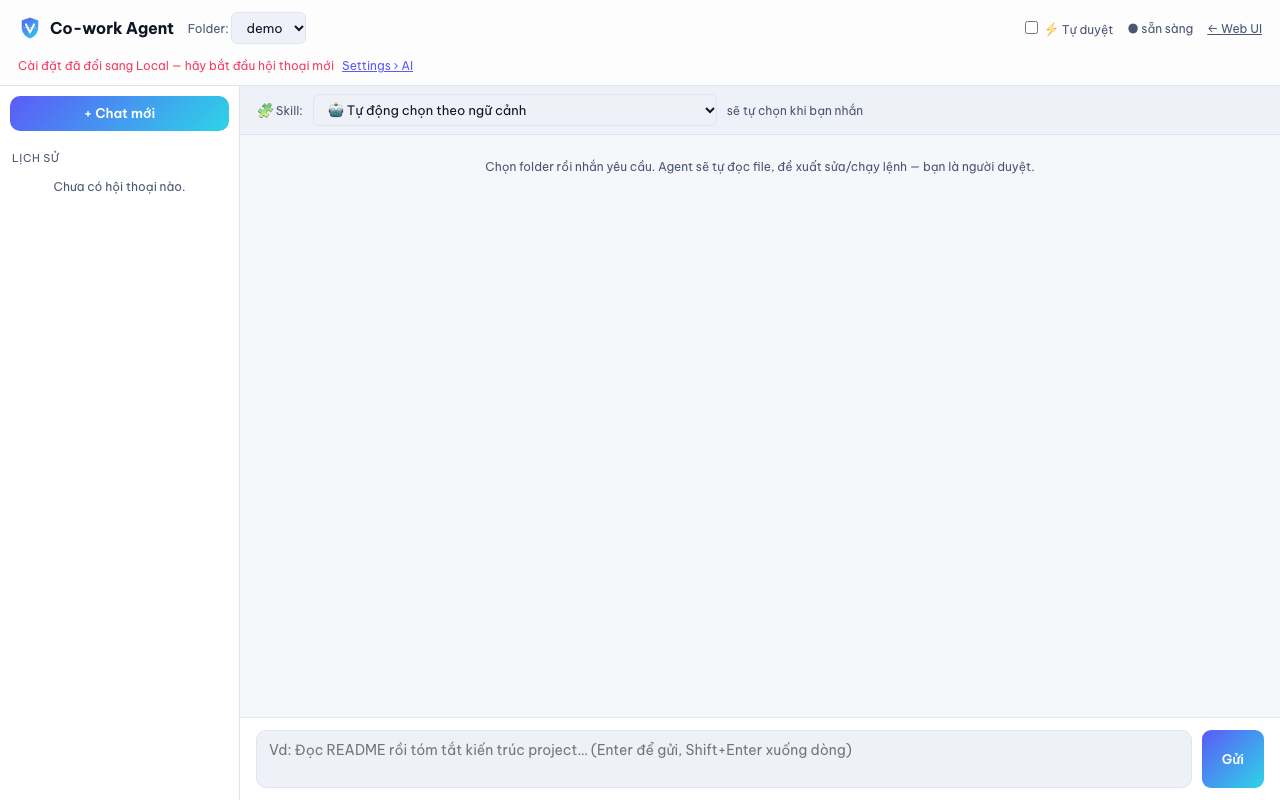 Co-work Agent Folder: demo ⚡ Tự duyệt ● sẵn sàng ← Web UI
Cài đặt đã đổi sang Local — hãy bắt đầu hội thoại mới Settings › AI
+ Chat mới
LỊCH SỬ
Chưa có hội thoại nào.
🧩 Skill: 🤖 Tự động chọn theo ngữ cảnh sẽ tự chọn khi bạn nhắn
Chọn folder rồi nhắn yêu cầu. Agent sẽ tự đọc file, đề xuất sửa/chạy lệnh — bạn là người duyệt.
Vd: Đọc README rồi tóm tắt kiến trúc project... (Enter để gửi, Shift+Enter xuống dòng)
Gửi